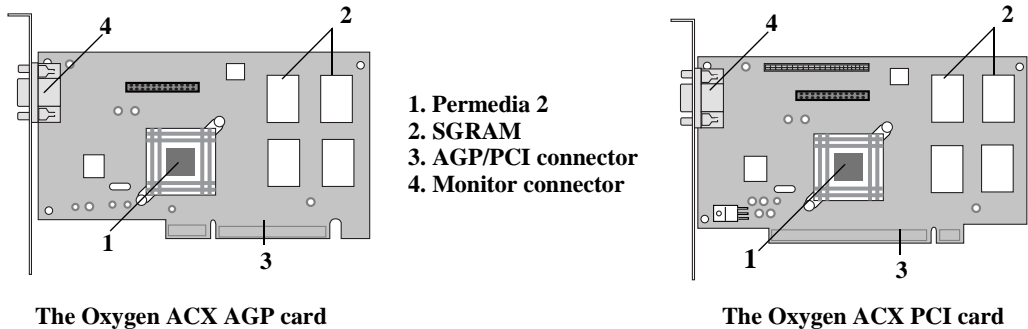 4
2
1
3
The Oxygen ACX AGP card
1. Permedia 2
2. SGRAM
3. AGP/PCI connector
4. Monitor connector
4
2
1
3
The Oxygen ACX PCI card